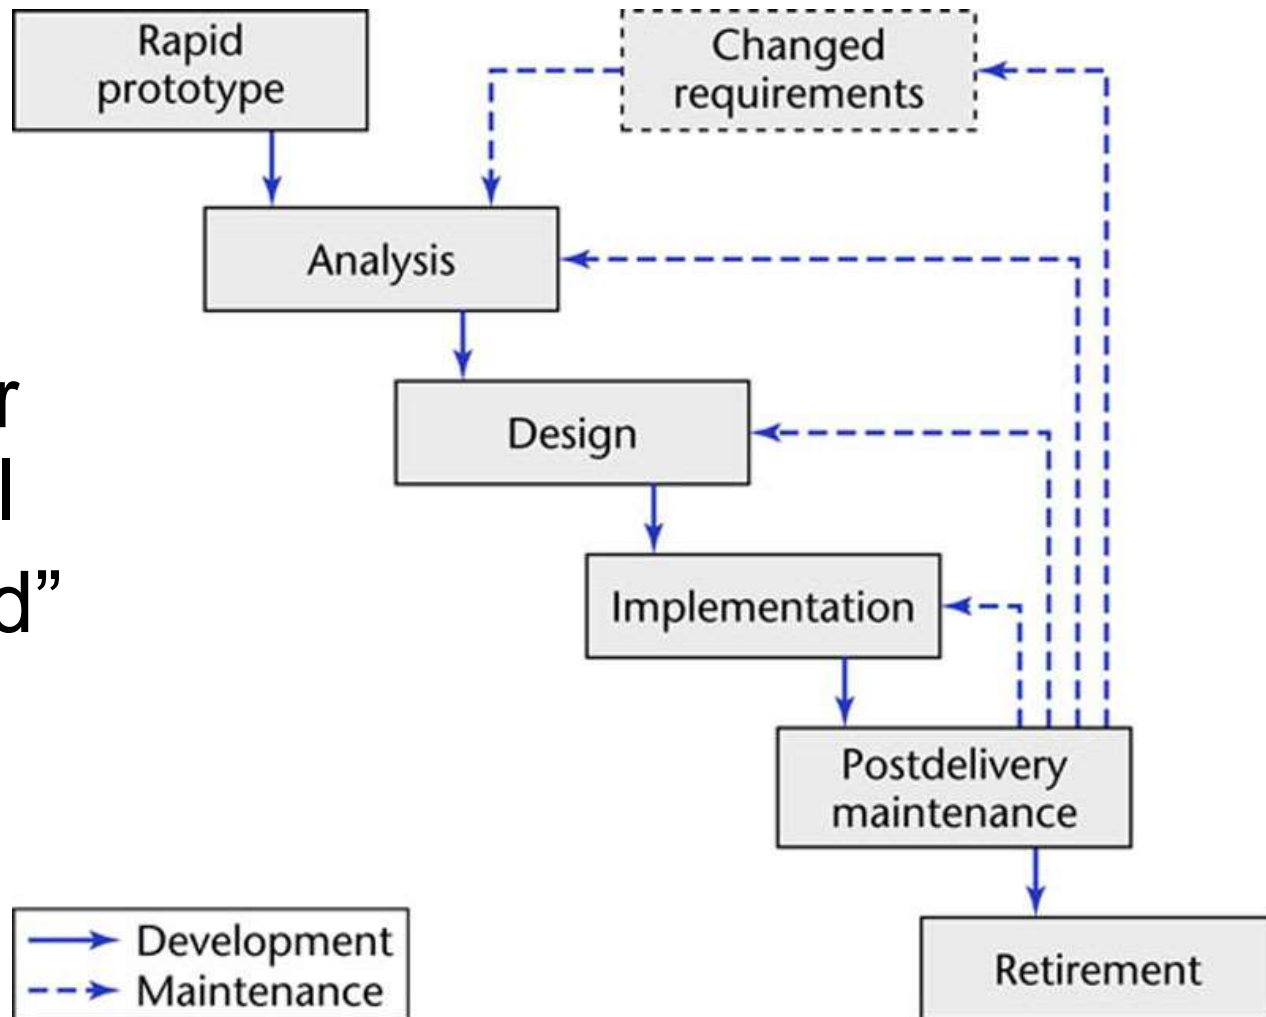 Rapid
prototype
Changed
requirements
Analysis
r
l
d”
Design
Implementation
Postdelivery
maintenance
Retirement
Development
Maintenance